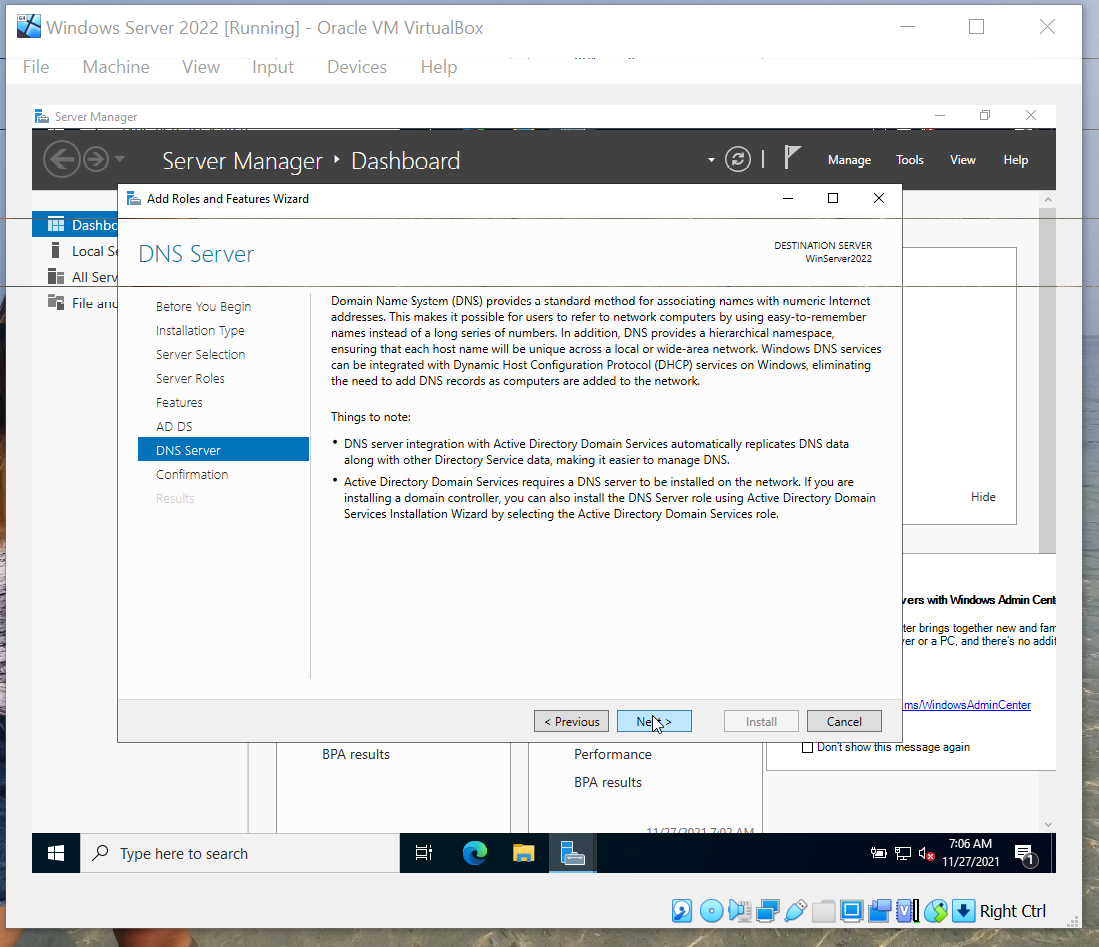 Windows Server 2022 [Running] - Oracle VM VirtualBox
File Machine View Input Devices Help
Server Manager
Server Manager Dashboard
Manage Tools View Help
Add Roles and Features Wizard
DNS Server
DESTINATION SERVER
WinServer2022
Dashbo
Local Se
All Serv
File and
Before You Begin
Installation Type
Server Selection
Server Roles
Features
AD DS
DNS Server
Confirmation
Results
Domain Name System (DNS) provides a standard method for associating names with numeric Internet
addresses. This makes it possible for users to refer to network computers by using easy-to-remember
names instead of a long series of numbers. In addition, DNS provides a hierarchical namespace,
ensuring that each host name will be unique across a local or wide-area network. Windows DNS services
can be integrated with Dynamic Host Configuration Protocol (DHCP) services on Windows, eliminating
the need to add DNS records as computers are added to the network.
Things to note:
• DNS server integration with Active Directory Domain Services automatically replicates DNS data
along with other Directory Service data, making it easier to manage DNS.
• Active Directory Domain Services requires a DNS server to be installed on the network. If you are
installing a domain controller, you can also install the DNS Server role using Active Directory Domain
Services Installation Wizard by selecting the Active Directory Domain Services role.
Hide
vers with Windows Admin Cent
ter brings together new and fam
ver or a PC, and there's no addit
.ms/WindowsAdminCenter
Don't show this message again
< Previous Next > Install Cancel
BPA results
Performance
BPA results
11/27/2021 7:02 AM
Type here to search
7:06 AM
11/27/2021
1
Right Ctrl